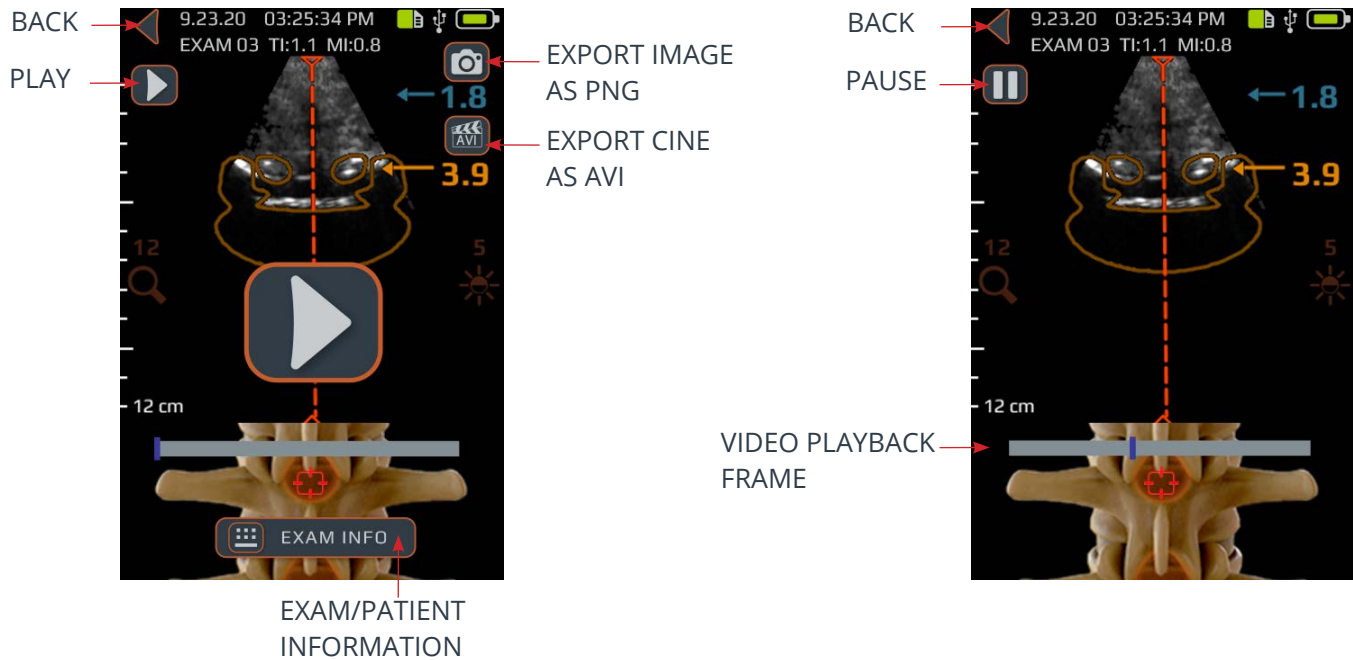 BACK
9.23.20 03:25:34 PM
EXAM 03 TI:1.1 MI:0.8
PLAY
EXPORT IMAGE
AS PNG
1.8
AVI
EXPORT CINE
AS AVI
3.9
12
5
12 cm
EXAM INFO
EXAM/PATIENT
INFORMATION
BACK
9.23.20 03:25:34 PM
EXAM 03 TI:1.1 MI:0.8
PAUSE
1.8
3.9
12
5
12 cm
VIDEO PLAYBACK
FRAME